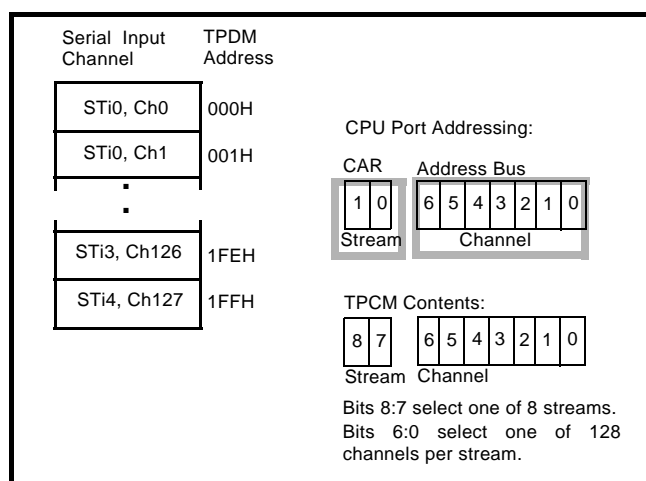 Serial Input Channel
TPDM Address
STi0, Ch0
000H
STi0, Ch1
001H
STi3, Ch126
1FEH
STi4, Ch127
1FFH
CPU Port Addressing:
CAR
Address Bus
1 0
6 5 4 3 2 1 0
Stream
Channel
TPCM Contents:
8 7
6 5 4 3 2 1 0
Stream
Channel
Bits 8:7 select one of 8 streams.
Bits 6:0 select one of 128
channels per stream.